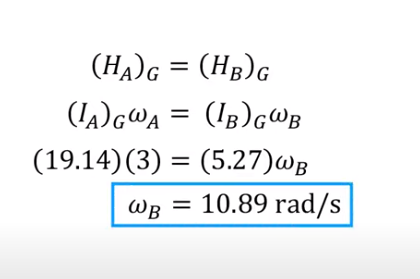 (H_A)_G = (H_B)_G
(I_A)_G ω_A = (I_B)_G ω_B
(19.14)(3) = (5.27)ω_B
ω_B = 10.89 rad/s